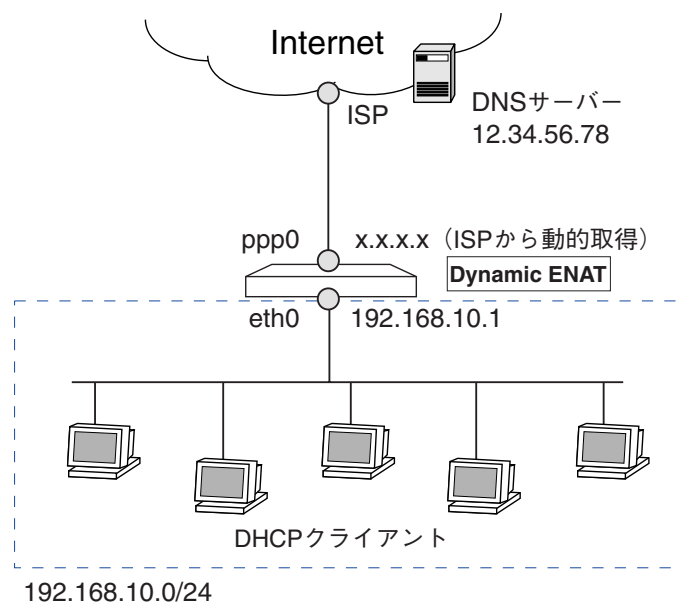 Internet
DNSサーバー
12.34.56.78
ISP
ppp0
x.x.x.x(ISPから動的取得)
Dynamic ENAT
eth0
192.168.10.1
DHCPクライアント
192.168.10.0/24